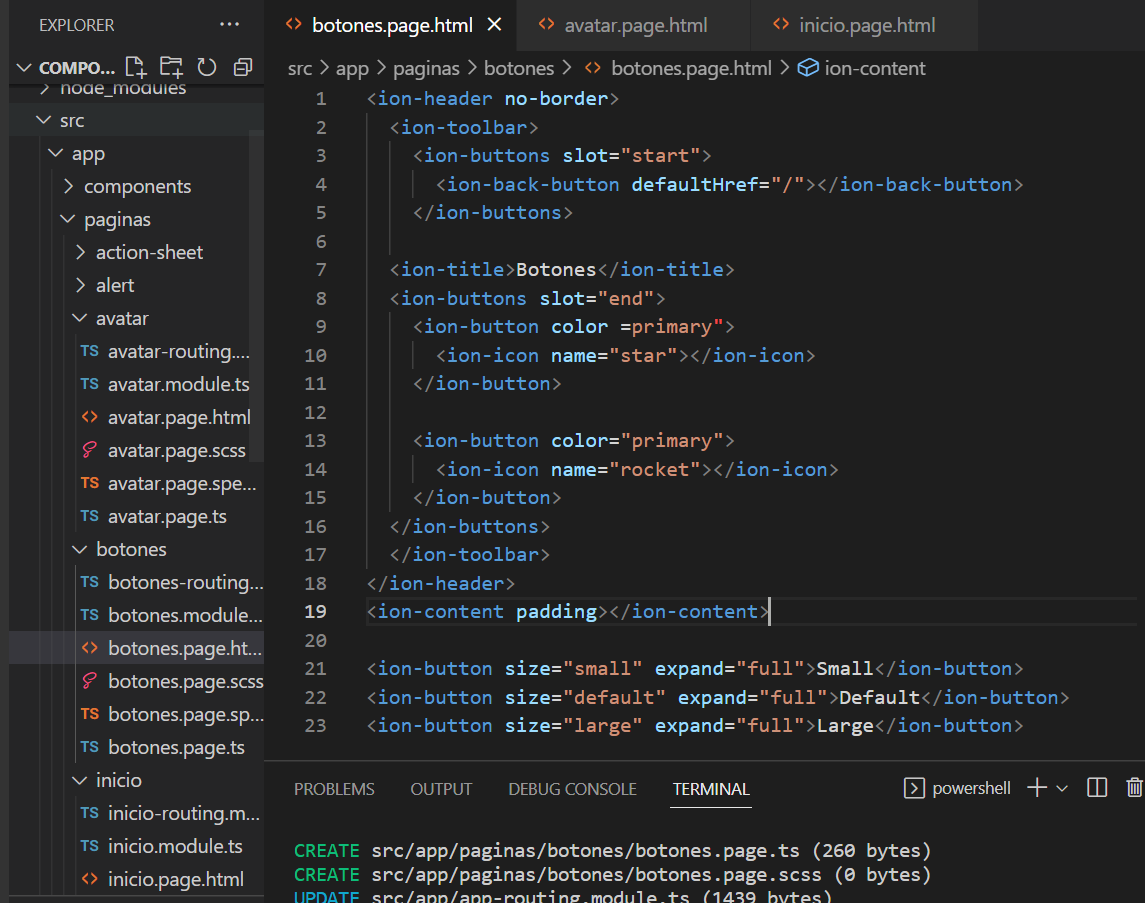 EXPLORER
COMPO...
node_modules
src
app
components
paginas
action-sheet
alert
avatar
TS avatar-routing....
TS avatar.module.ts
<> avatar.page.html
avatar.page.scss
TS avatar.page.spe...
TS avatar.page.ts
botones
TS botones-routing...
TS botones.module...
<> botones.page.ht...
botones.page.scss
TS botones.page.sp...
TS botones.page.ts
inicio
TS inicio-routing.m...
TS inicio.module.ts
<> inicio.page.html
<> botones.page.html <> avatar.page.html <> inicio.page.html
src > app > paginas > botones > <> botones.page.html > ion-content
1 <ion-header no-border>
2 <ion-toolbar>
3 <ion-buttons slot="start">
4 <ion-back-button defaultHref="/"></ion-back-button>
5 </ion-buttons>
6
7 <ion-title>Botones</ion-title>
8 <ion-buttons slot="end">
9 <ion-button color =primary">
10 <ion-icon name="star"></ion-icon>
11 </ion-button>
12
13 <ion-button color="primary">
14 <ion-icon name="rocket"></ion-icon>
15 </ion-button>
16 </ion-buttons>
17 </ion-toolbar>
18 </ion-header>
19 <ion-content padding></ion-content>
20
21 <ion-button size="small" expand="full">Small</ion-button>
22 <ion-button size="default" expand="full">Default</ion-button>
23 <ion-button size="large" expand="full">Large</ion-button>
PROBLEMS OUTPUT DEBUG CONSOLE TERMINAL powershell
CREATE src/app/paginas/botones/botones.page.ts (260 bytes)
CREATE src/app/paginas/botones/botones.page.scss (0 bytes)
UPDATE src/app/app-routing.module.ts (1439 bytes)